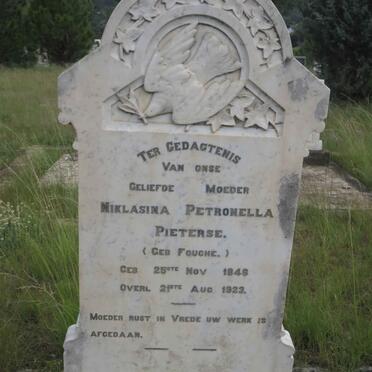 TER GEDAGTENIS
VAN ONSE
GELIEFDE MOEDER
NIKLASINA PETRONELLA
PIETERSE.
(GEB FOUCHE.)
GEB 25STE NOV 1846
OVERL 21STE AUG 1923.
MOEDER RUST IN VREDE UW WERK IS
AFGEDAAN.